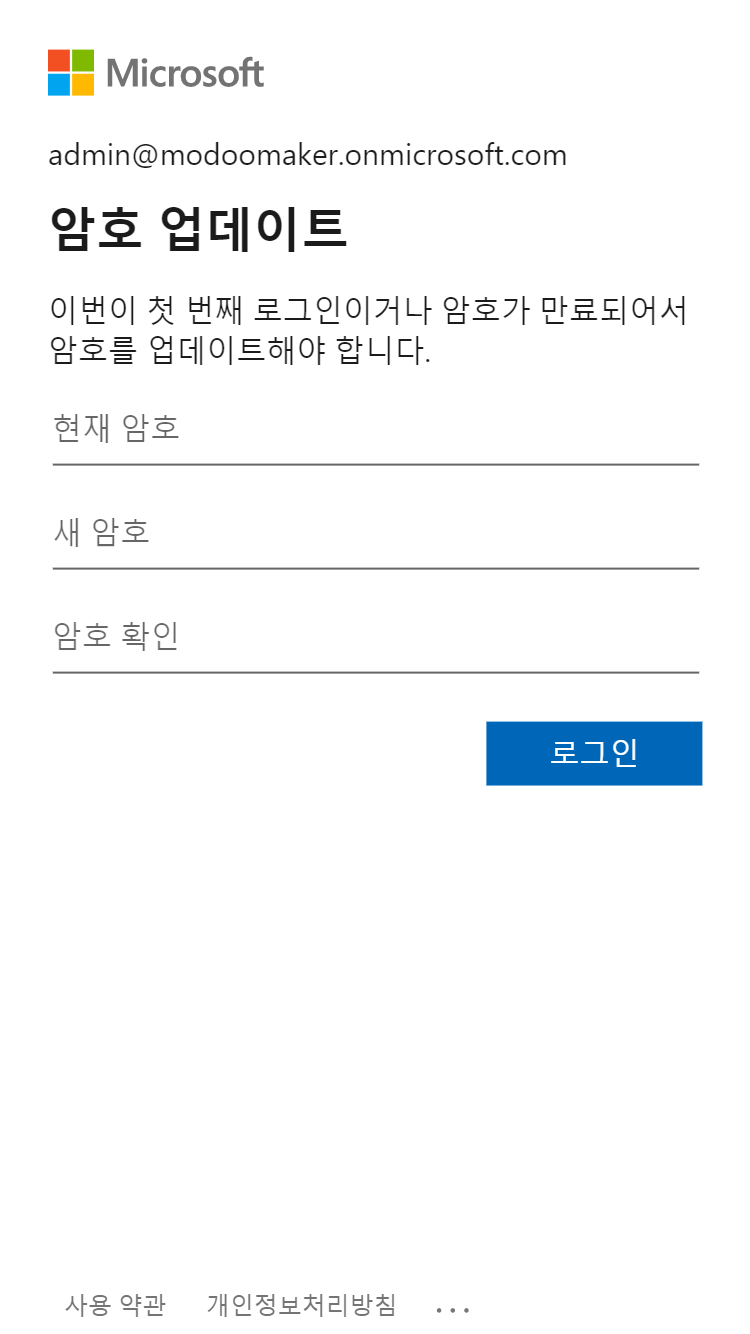 Microsoft
admin@modoomaker.onmicrosoft.com
암호 업데이트
이번이 첫 번째 로그인이거나 암호가 만료되어서
암호를 업데이트해야 합니다.
현재 암호
새 암호
암호 확인
로그인
사용 약관 개인정보처리방침 ...